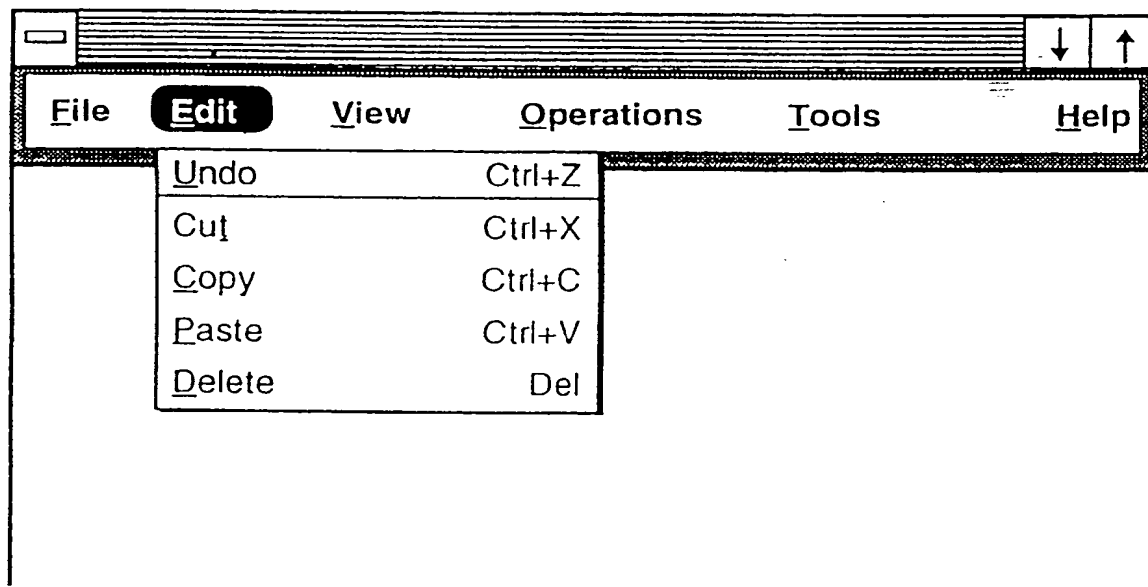 File Edit View Operations Tools Help
Undo Ctrl+Z
Cut Ctrl+X
Copy Ctrl+C
Paste Ctrl+V
Delete Del